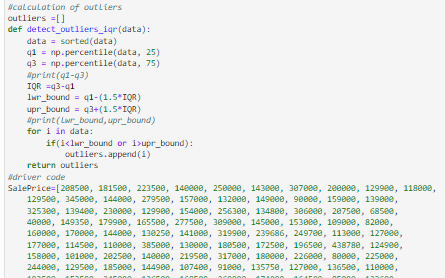 #calculation of outliers
outliers =[]
def detect_outliers_iqr(data):
data = sorted(data)
q1 = np.percentile(data, 25)
q3 = np.percentile(data, 75)
#print(q1-q3)
IQR =q3-q1
lwr_bound = q1-(1.5*IQR)
upr_bound = q3+(1.5*IQR)
#print(lwr_bound,upr_bound)
for i in data:
if(i<lwr_bound or i>upr_bound):
outliers.append(i)
return outliers
#driver code
SalePrice=[208500, 181500, 223500, 140000, 250000, 143000, 307000, 200000, 129900, 118000,
129500, 345000, 144000, 279500, 157000, 132000, 149000, 90000, 159000, 139000,
325300, 139400, 230000, 129900, 154000, 256300, 134800, 306000, 207500, 68500,
40000, 149350, 179900, 165500, 277500, 309000, 145000, 153000, 109000, 82000,
160000, 170000, 144000, 130250, 141000, 319900, 239686, 249700, 113000, 127000,
177000, 114500, 110000, 385000, 130000, 180500, 172500, 196500, 438780, 124900,
158000, 101000, 202500, 140000, 219500, 317000, 180000, 226000, 80000, 225000,
244000, 129500, 185000, 144900, 107400, 91000, 135750, 127000, 136500, 110000,